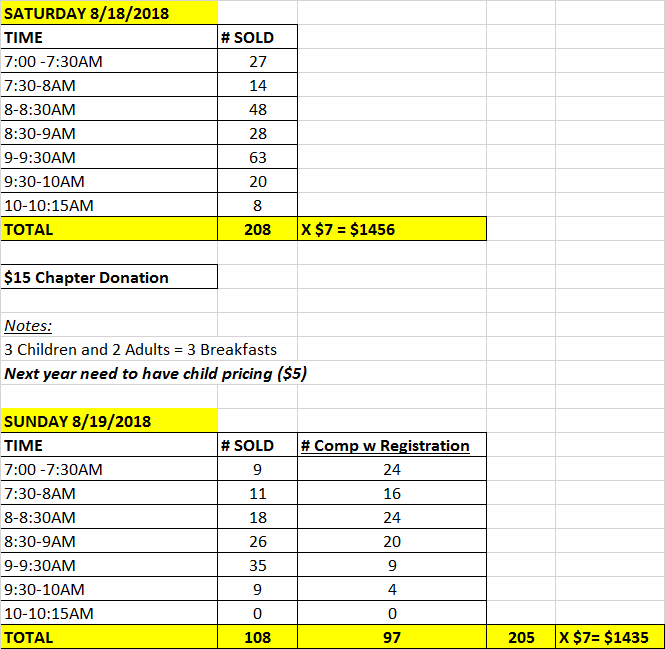 SATURDAY 8/18/2018
TIME # SOLD
7:00 -7:30AM 27
7:30-8AM 14
8-8:30AM 48
8:30-9AM 28
9-9:30AM 63
9:30-10AM 20
10-10:15AM 8
TOTAL 208 X $7 = $1456
$15 Chapter Donation
Notes:
3 Children and 2 Adults = 3 Breakfasts
Next year need to have child pricing ($5)
SUNDAY 8/19/2018
TIME # SOLD # Comp w Registration
7:00 -7:30AM 9 24
7:30-8AM 11 16
8-8:30AM 18 24
8:30-9AM 26 20
9-9:30AM 35 9
9:30-10AM 9 4
10-10:15AM 0 0
TOTAL 108 97 205 X $7= $1435